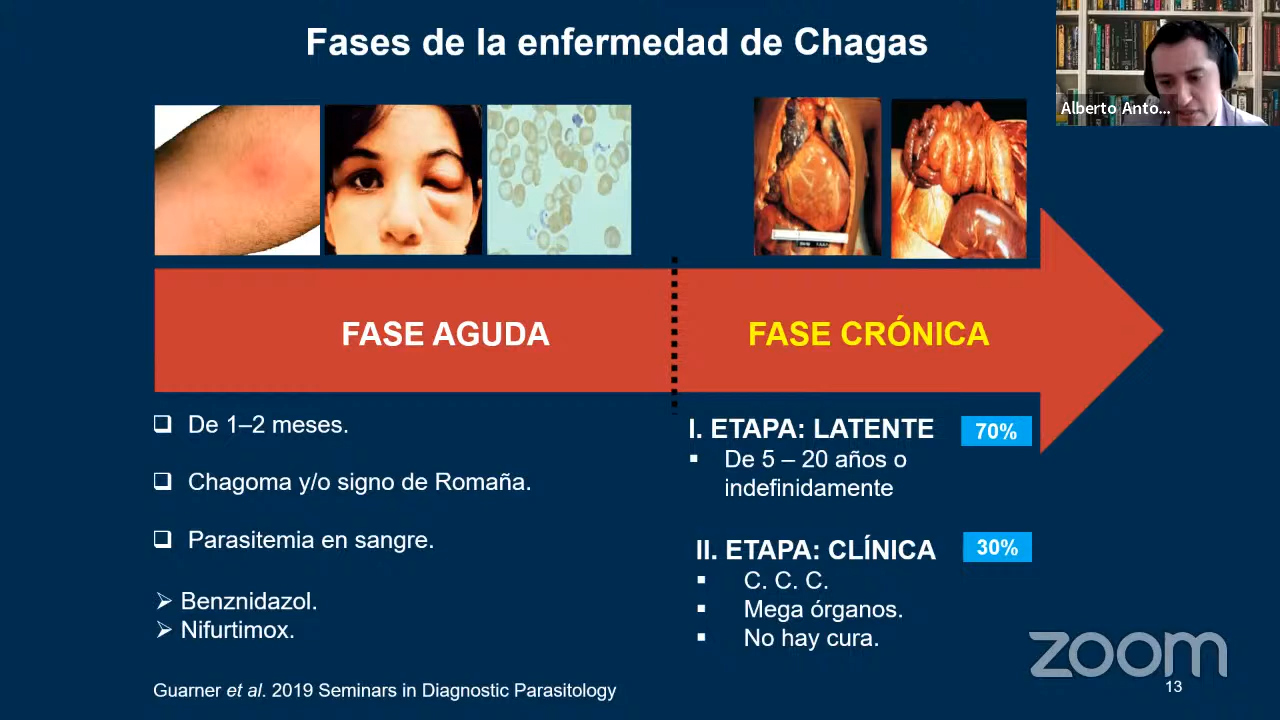 Fases de la enfermedad de Chagas
Alberto Anto...
FASE AGUDA
FASE CRÓNICA
De 1–2 meses.
Chagoma y/o signo de Romaña.
Parasitemia en sangre.
Benznidazol.
Nifurtimox.
I. ETAPA: LATENTE 70%
De 5 – 20 años o
indefinidamente
II. ETAPA: CLÍNICA 30%
C. C. C.
Mega órganos.
No hay cura.
Guarner et al. 2019 Seminars in Diagnostic Parasitology
zoom
13